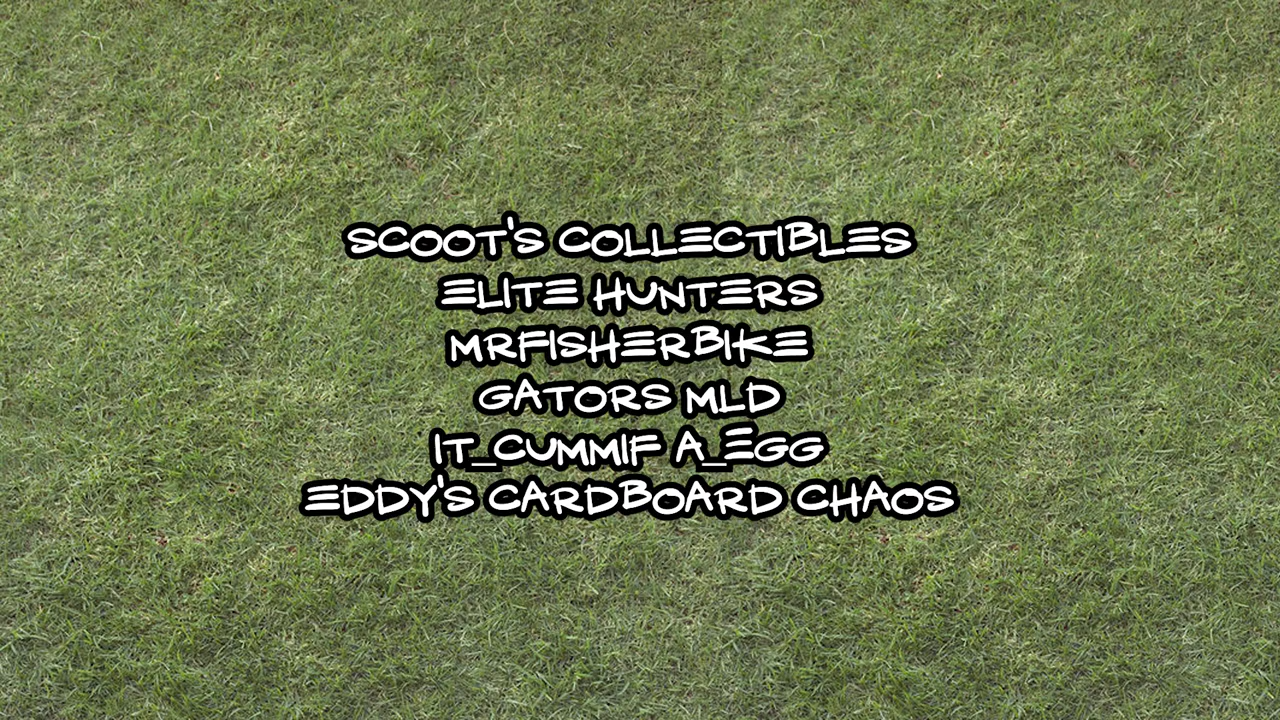 SCOOT'S COLLECTIBLES
ELITE HUNTERS
MRFISHERBIKE
GATORS MLD
IT_CUMMIF A_EGG
EDDY'S CARDBOARD CHAOS